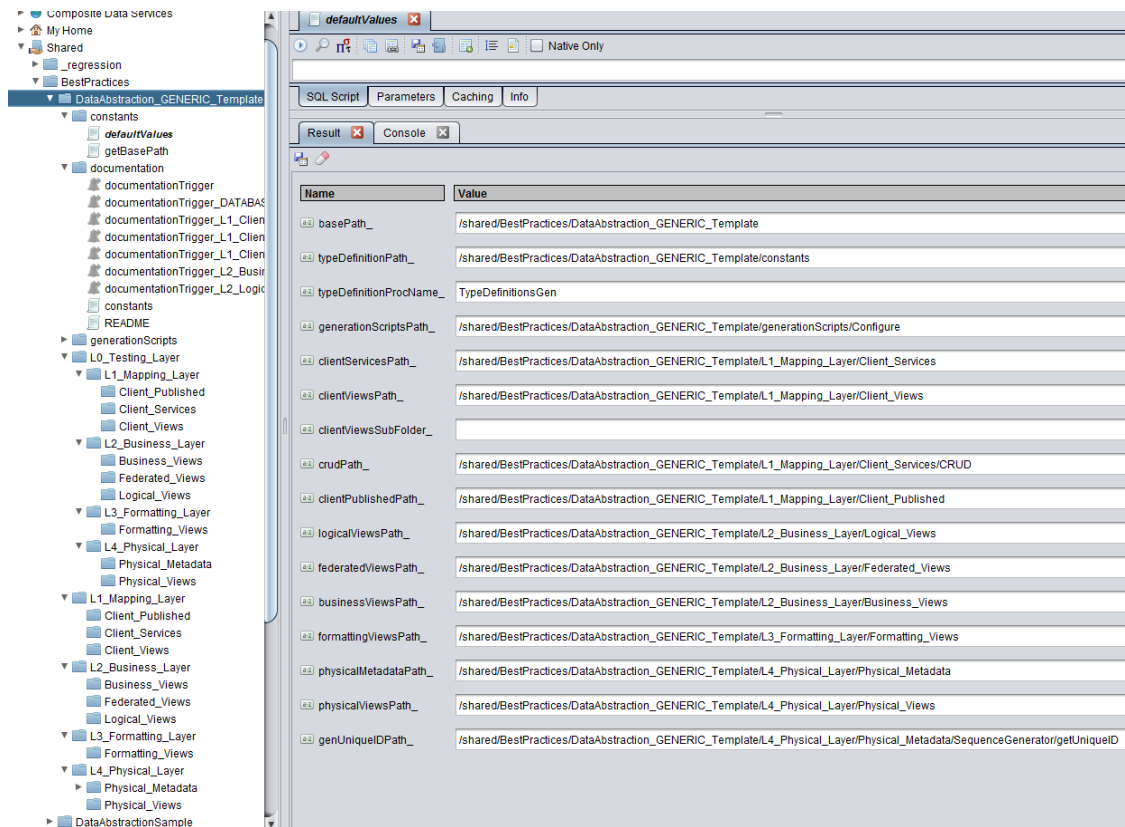 Composite Data Services
My Home
Shared
_regression
BestPractices
DataAbstraction_GENERIC_Template
constants
defaultValues
getBasePath
documentation
documentationTrigger
documentationTrigger_DATABAS
documentationTrigger_L1_Clien
documentationTrigger_L1_Clien
documentationTrigger_L1_Clien
documentationTrigger_L2_Busin
documentationTrigger_L2_Logic
constants
README
generationScripts
L0_Testing_Layer
L1_Mapping_Layer
Client_Published
Client_Services
Client_Views
L2_Business_Layer
Business_Views
Federated_Views
Logical_Views
L3_Formatting_Layer
Formatting_Views
L4_Physical_Layer
Physical_Metadata
Physical_Views
L1_Mapping_Layer
Client_Published
Client_Services
Client_Views
L2_Business_Layer
Business_Views
Federated_Views
Logical_Views
L3_Formatting_Layer
Formatting_Views
L4_Physical_Layer
Physical_Metadata
Physical_Views
DataAbstractionSample
defaultValues
Native Only
SQL Script Parameters Caching Info
Result Console
Name Value
basePath_ /shared/BestPractices/DataAbstraction_GENERIC_Template
typeDefinitionPath_ /shared/BestPractices/DataAbstraction_GENERIC_Template/constants
typeDefinitionProcName_ TypeDefinitionsGen
generationScriptsPath_ /shared/BestPractices/DataAbstraction_GENERIC_Template/generationScripts/Configure
clientServicesPath_ /shared/BestPractices/DataAbstraction_GENERIC_Template/L1_Mapping_Layer/Client_Services
clientViewsPath_ /shared/BestPractices/DataAbstraction_GENERIC_Template/L1_Mapping_Layer/Client_Views
clientViewsSubFolder_
crudPath_ /shared/BestPractices/DataAbstraction_GENERIC_Template/L1_Mapping_Layer/Client_Services/CRUD
clientPublishedPath_ /shared/BestPractices/DataAbstraction_GENERIC_Template/L1_Mapping_Layer/Client_Published
logicalViewsPath_ /shared/BestPractices/DataAbstraction_GENERIC_Template/L2_Business_Layer/Logical_Views
federatedViewsPath_ /shared/BestPractices/DataAbstraction_GENERIC_Template/L2_Business_Layer/Federated_Views
businessViewsPath_ /shared/BestPractices/DataAbstraction_GENERIC_Template/L2_Business_Layer/Business_Views
formattingViewsPath_ /shared/BestPractices/DataAbstraction_GENERIC_Template/L3_Formatting_Layer/Formatting_Views
physicalMetadataPath_ /shared/BestPractices/DataAbstraction_GENERIC_Template/L4_Physical_Layer/Physical_Metadata
physicalViewsPath_ /shared/BestPractices/DataAbstraction_GENERIC_Template/L4_Physical_Layer/Physical_Views
genUniqueIDPath_ /shared/BestPractices/DataAbstraction_GENERIC_Template/L4_Physical_Layer/Physical_Metadata/SequenceGenerator/getUniqueID